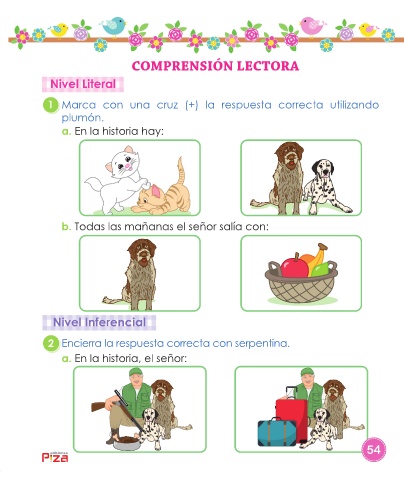 COMPRENSIÓN LECTORA
Nivel Literal
1 Marca con una cruz (+) la respuesta correcta utilizando
plumón.
a. En la historia hay:
b. Todas las mañanas el señor salía con:
Nivel Inferencial
2 Encierra la respuesta correcta con serpentina.
a. En la historia, el señor:
54